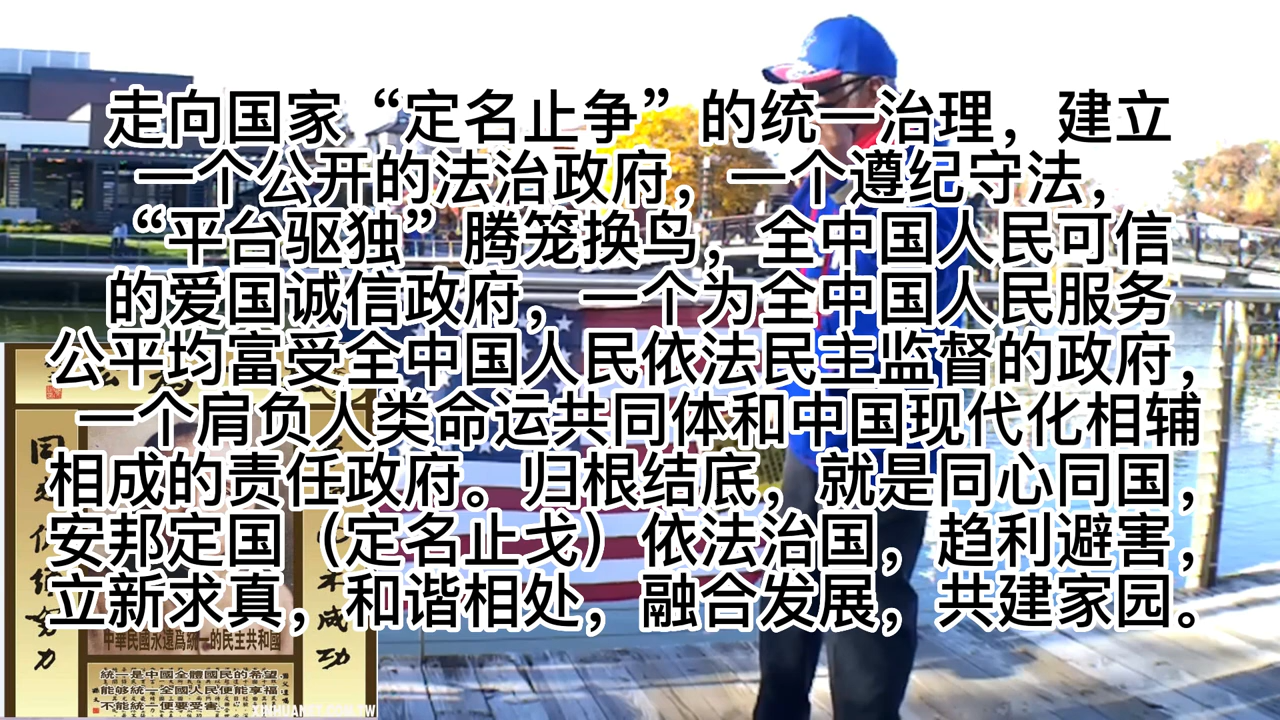 走向国家“定名止争”的统一治理，建立
一个公开的法治政府，一个遵纪守法，
“平台驱独”腾笼换鸟，全中国人民可信
的爱国诚信政府，一个为全中国人民服务
公平均富受全中国人民依法民主监督的政府，
一个肩负人类命运共同体和中国现代化相辅
相成的责任政府。归根结底，就是同心同国，
安邦定国（定名止戈）依法治国，趋利避害，
立新求真，和谐相处，融合发展，共建家园。
中華民國永遠爲統一的民主共和國
統一是中國全體國民的希望
能够統一全國人民便能享福
不能統一便要受害